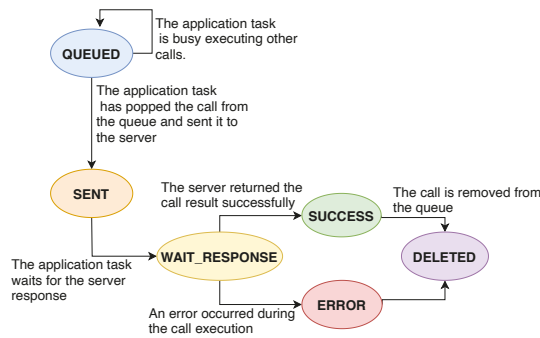 The application task
is busy executing other
calls.
QUEUED
The application task
has popped the call from
the queue and sent it to
the server
SENT
The server returned the
call result successfully
The call is removed from
the queue
SUCCESS
WAIT_RESPONSE
DELETED
The application task
waits for the server
response
An error occurred during
the call execution
ERROR